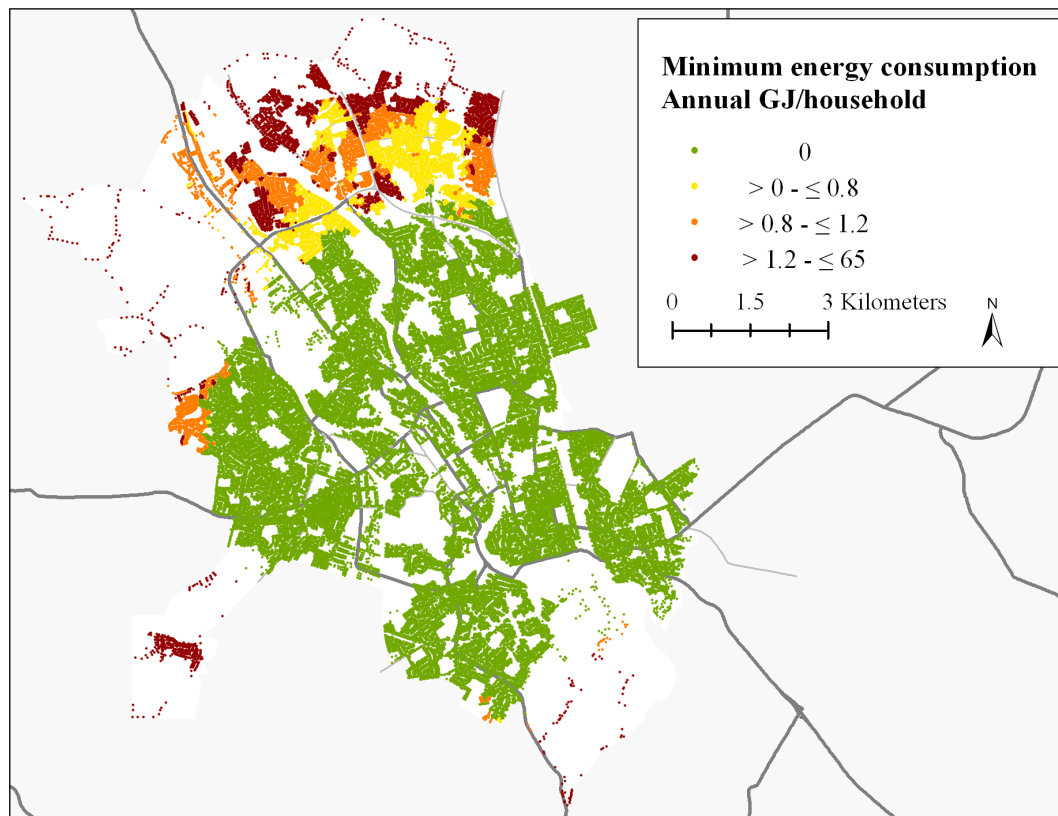 Minimum energy consumption
Annual GJ/household
0
> 0 - ≤ 0.8
> 0.8 - ≤ 1.2
> 1.2 - ≤ 65
0 1.5 3 Kilometers
N